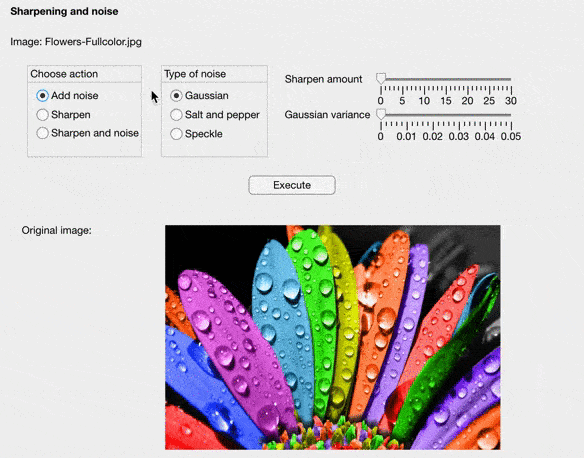 Sharpening and noise
Image: Flowers-Fullcolor.jpg
Choose action
Add noise
Sharpen
Sharpen and noise
Type of noise
Gaussian
Salt and pepper
Speckle
Sharpen amount
0 5 10 15 20 25 30
Gaussian variance
0 0.01 0.02 0.03 0.04 0.05
Execute
Original image: